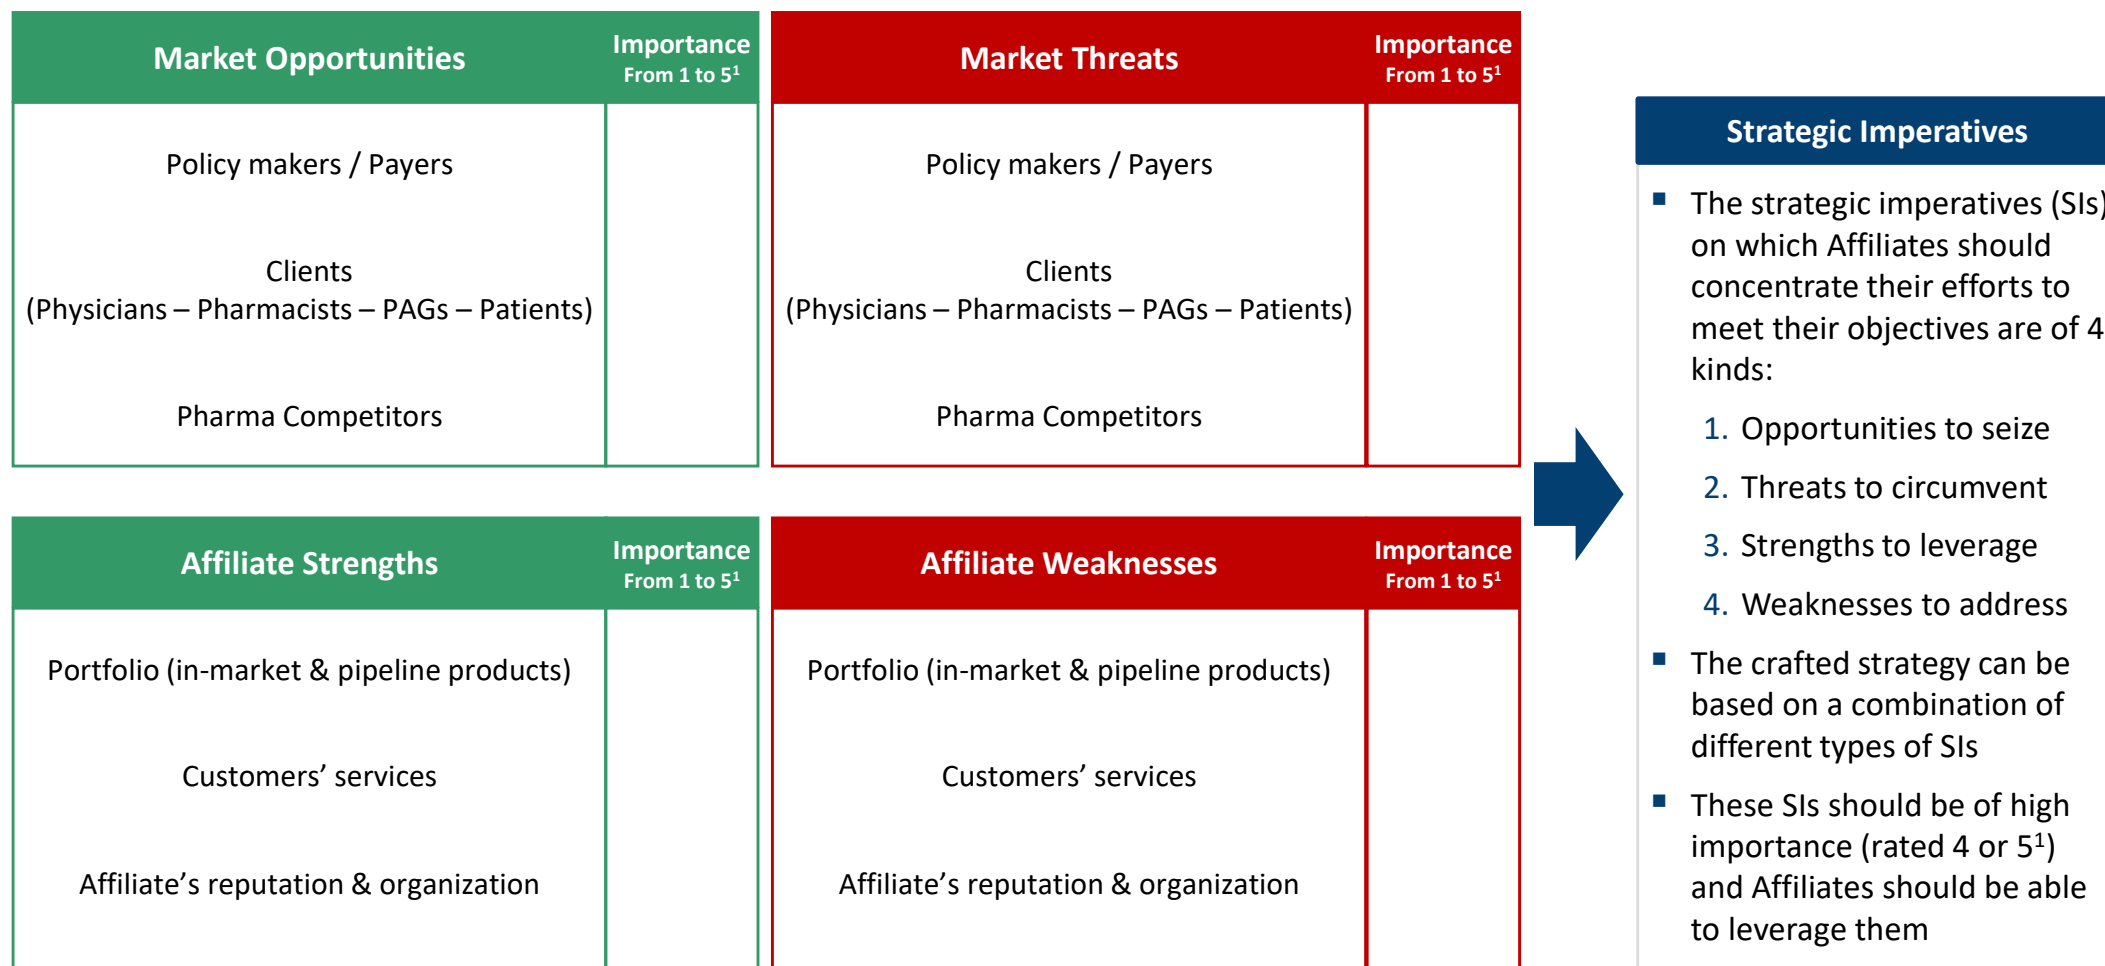 Market Opportunities
Importance
From 1 to 5¹
Policy makers / Payers
Clients
(Physicians – Pharmacists – PAGs – Patients)
Pharma Competitors
Market Threats
Importance
From 1 to 5¹
Policy makers / Payers
Clients
(Physicians – Pharmacists – PAGs – Patients)
Pharma Competitors
Affiliate Strengths
Importance
From 1 to 5¹
Portfolio (in-market & pipeline products)
Customers’ services
Affiliate’s reputation & organization
Affiliate Weaknesses
Importance
From 1 to 5¹
Portfolio (in-market & pipeline products)
Customers’ services
Affiliate’s reputation & organization
Strategic Imperatives
▪ The strategic imperatives (SIs)
on which Affiliates should
concentrate their efforts to
meet their objectives are of 4
kinds:
1. Opportunities to seize
2. Threats to circumvent
3. Strengths to leverage
4. Weaknesses to address
▪ The crafted strategy can be
based on a combination of
different types of SIs
▪ These SIs should be of high
importance (rated 4 or 5¹)
and Affiliates should be able
to leverage them